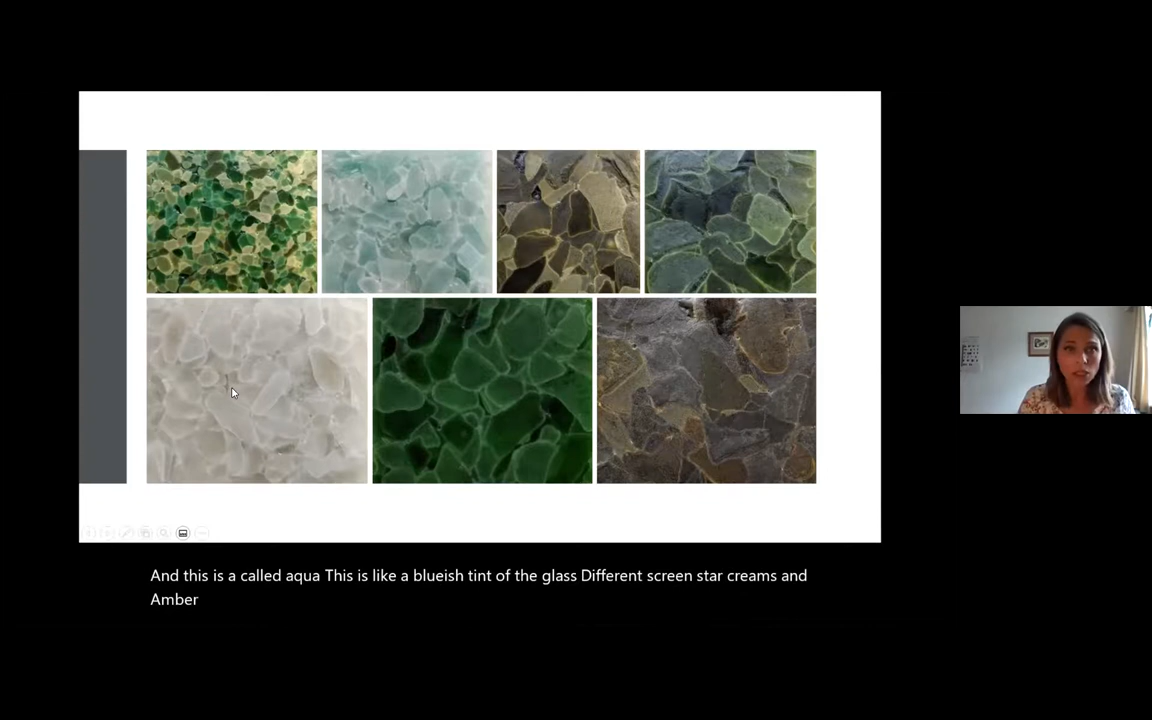 And this is a called aqua This is like a blueish tint of the glass Different screen star creams and
Amber